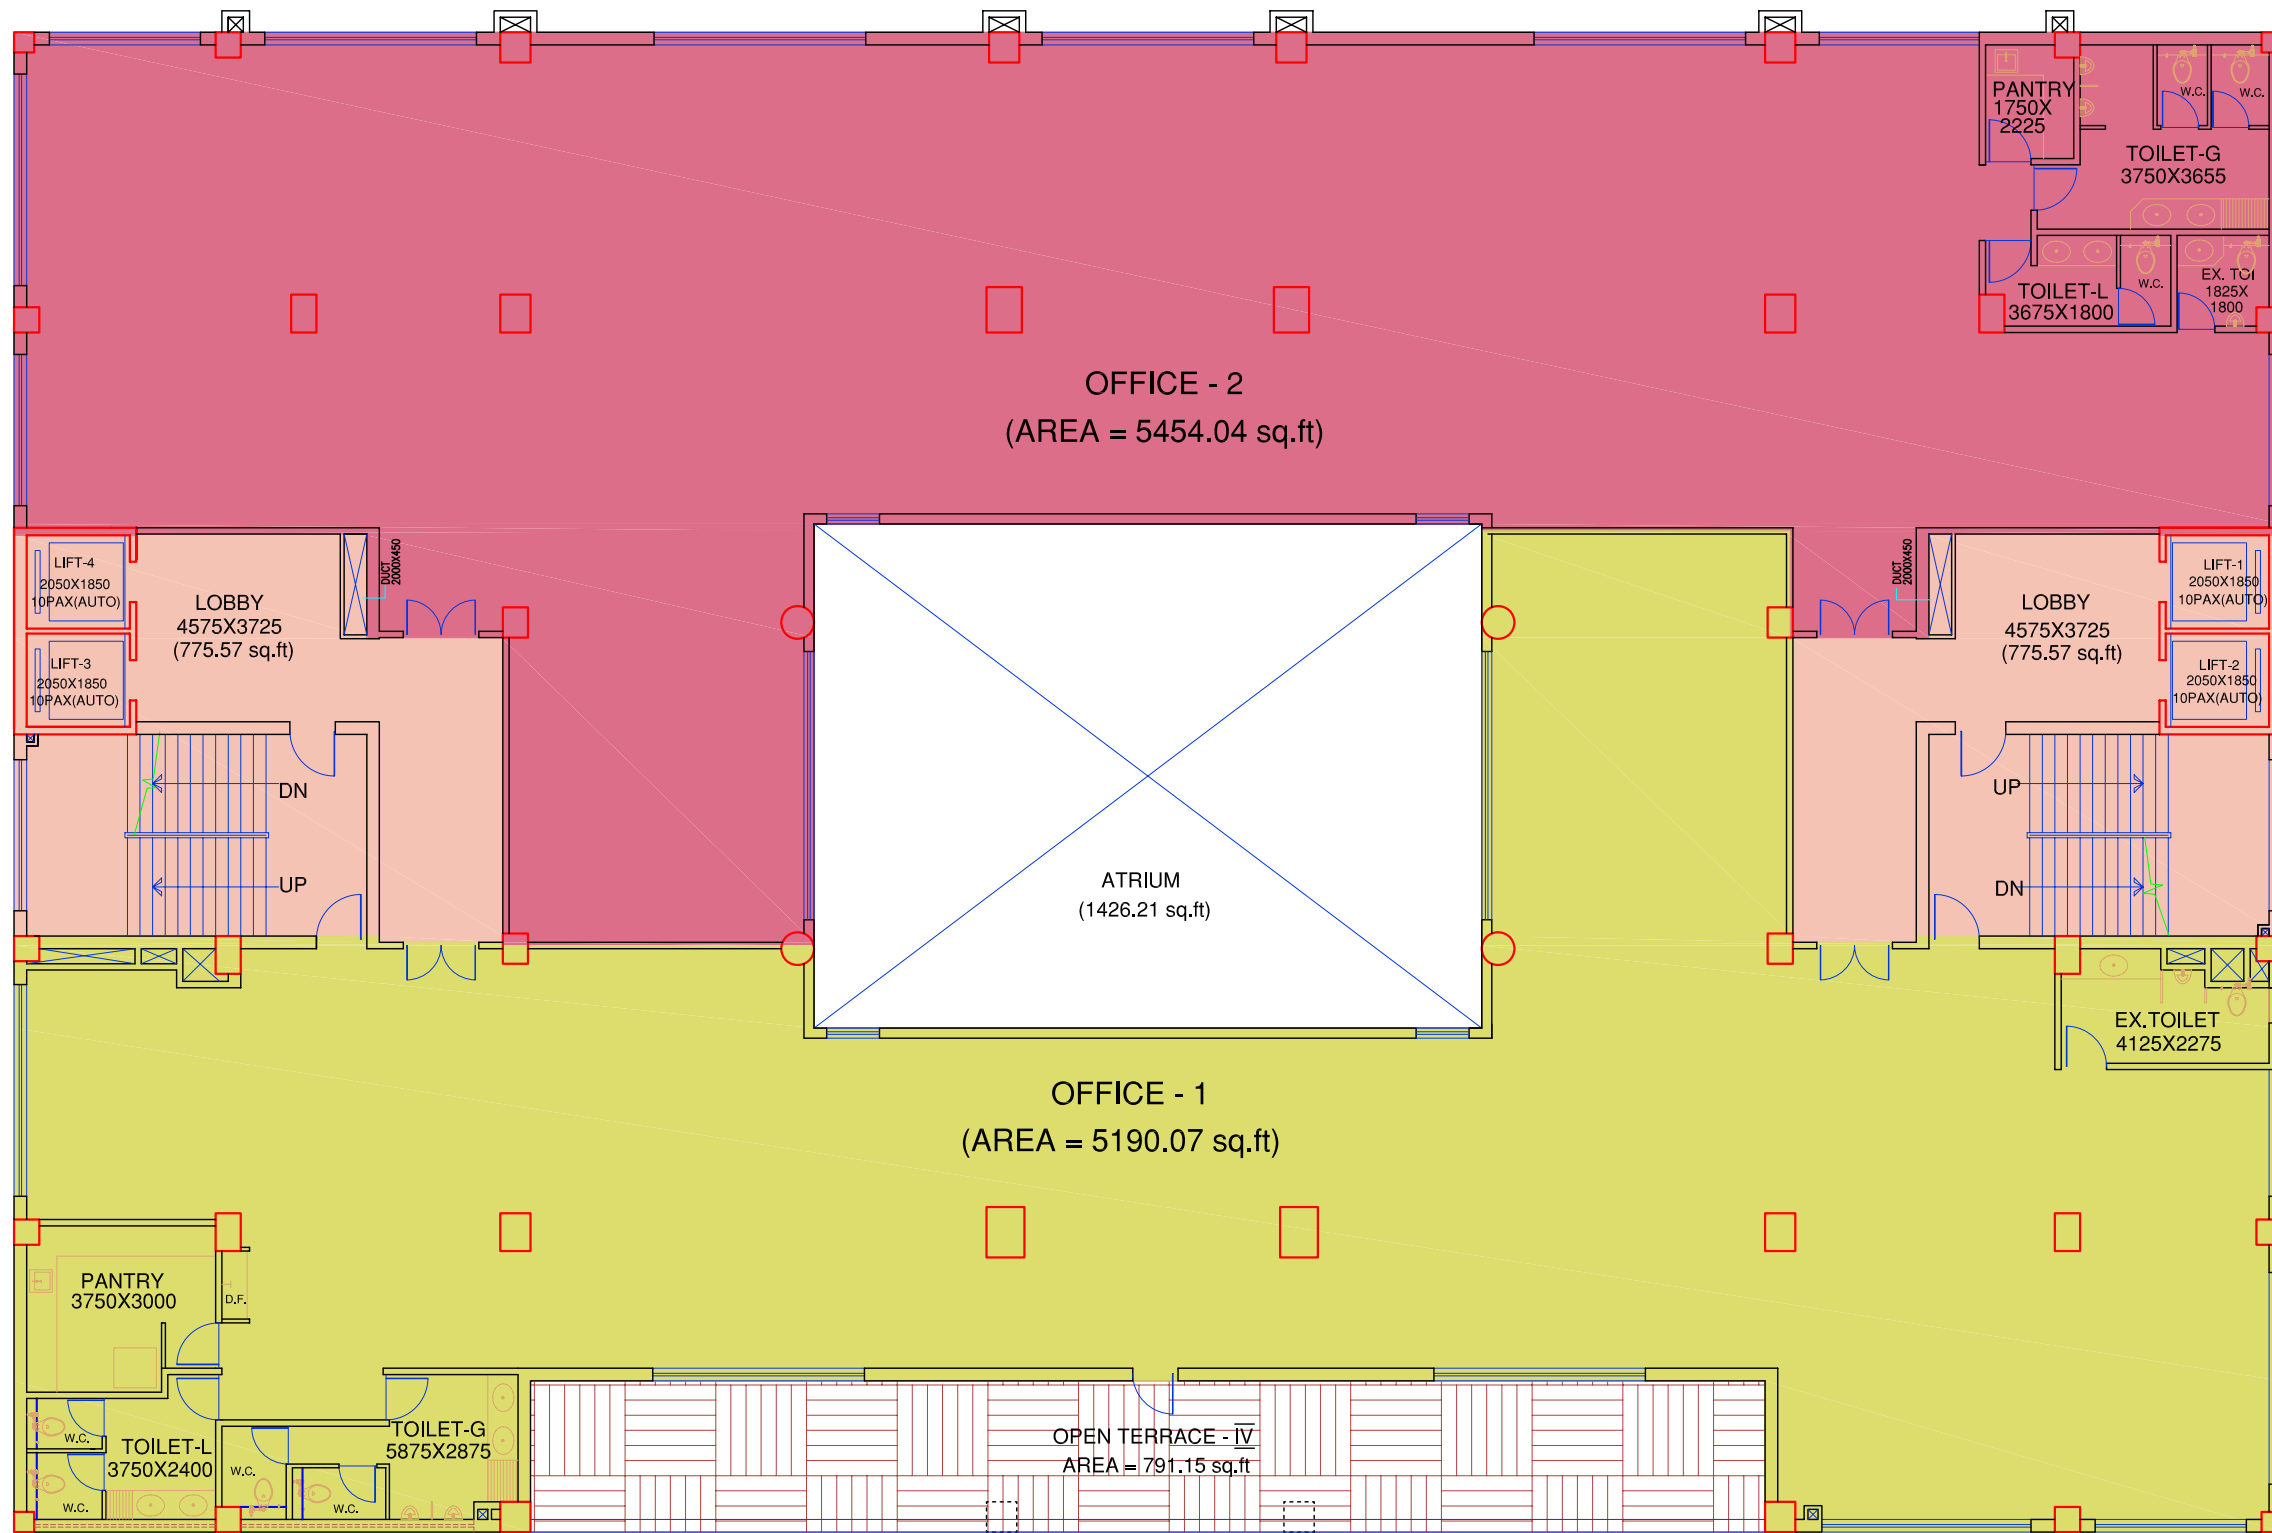 PANTRY
1750X
2225
W.C.
W.C.
TOILET-G
3750X3655
TOILET-L
3675X1800
W.C.
EX. TOI
1825X
1800
OFFICE - 2
(AREA = 5454.04 sq.ft)
LIFT-4
2050X1850
10PAX(AUTO)
LOBBY
4575X3725
(775.57 sq.ft)
DUCT
2000X450
LIFT-3
2050X1850
10PAX(AUTO)
DUCT
2000X450
LOBBY
4575X3725
(775.57 sq.ft)
LIFT-1
2050X1850
10PAX(AUTO)
LIFT-2
2050X1850
10PAX(AUTO)
DN
UP
UP
DN
ATRIUM
(1426.21 sq.ft)
EX.TOILET
4125X2275
OFFICE - 1
(AREA = 5190.07 sq.ft)
PANTRY
3750X3000
D.F.
W.C.
TOILET-L
3750X2400
W.C.
W.C.
TOILET-G
5875X2875
W.C.
OPEN TERRACE - IV
AREA = 791.15 sq.ft